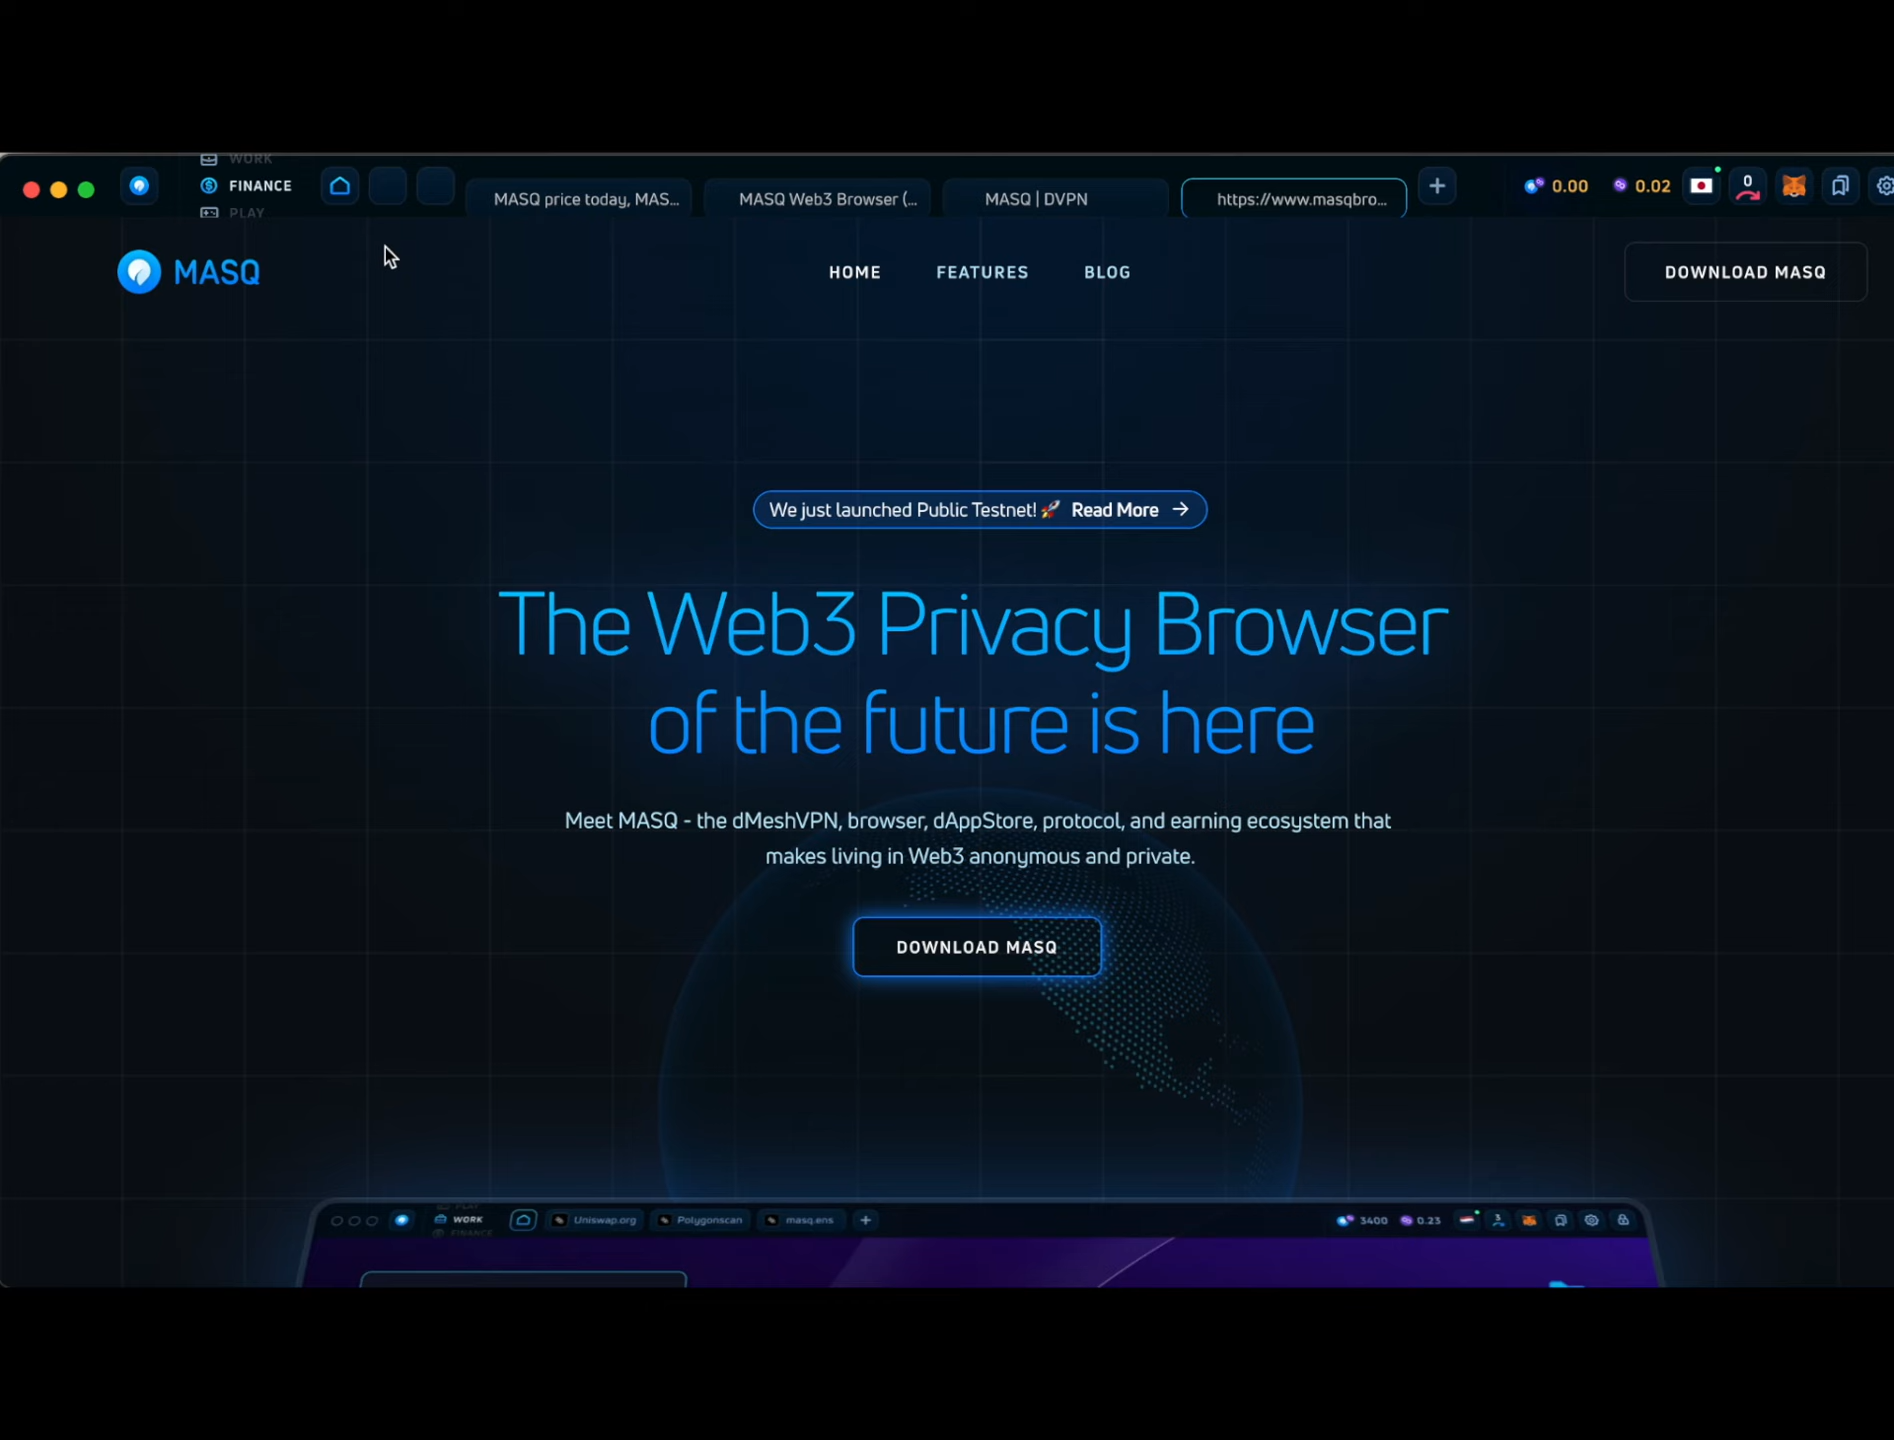 WORK
FINANCE
PLAY
MASQ price today, MAS...
MASQ Web3 Browser (...
MASQ | DVPN
https://www.masqbro...
0.00
0.02
0
MASQ
HOME
FEATURES
BLOG
DOWNLOAD MASQ
We just launched Public Testnet! 🚀 Read More →
The Web3 Privacy Browser
of the future is here
Meet MASQ - the dMeshVPN, browser, dAppStore, protocol, and earning ecosystem that
makes living in Web3 anonymous and private.
DOWNLOAD MASQ
PLAY
WORK
FINANCE
Uniswap.org
Polygonscan
masq.ens
3400
0.23
3